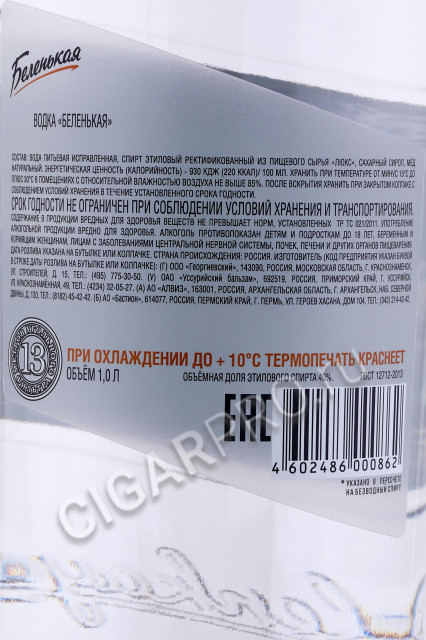 Беленькая
ВОДКА «БЕЛЕНЬКАЯ»
СОСТАВ: ВОДА ПИТЬЕВАЯ ИСПРАВЛЕННАЯ, СПИРТ ЭТИЛОВЫЙ РЕКТИФИКОВАННЫЙ ИЗ ПИЩЕВОГО СЫРЬЯ «ЛЮКС», САХАРНЫЙ СИРОП, МЁД
НАТУРАЛЬНЫЙ. ЭНЕРГЕТИЧЕСКАЯ ЦЕННОСТЬ (КАЛОРИЙНОСТЬ) - 930 КДЖ (220 ККАЛ)/ 100 МЛ. ХРАНИТЬ ПРИ ТЕМПЕРАТУРЕ ОТ МИНУС 15°С ДО
ПЛЮС 30°С В ПОМЕЩЕНИЯХ С ОТНОСИТЕЛЬНОЙ ВЛАЖНОСТЬЮ ВОЗДУХА НЕ ВЫШЕ 85%. ПОСЛЕ ВСКРЫТИЯ ХРАНИТЬ ПРИ ЗАКРЫТОМ КОЛПАКЕ С
СОБЛЮДЕНИЕМ УСЛОВИЙ ХРАНЕНИЯ В ТЕЧЕНИЕ УСТАНОВЛЕННОГО СРОКА ГОДНОСТИ.
СРОК ГОДНОСТИ НЕ ОГРАНИЧЕН ПРИ СОБЛЮДЕНИИ УСЛОВИЙ ХРАНЕНИЯ И ТРАНСПОРТИРОВАНИЯ.
СОДЕРЖАНИЕ В ПРОДУКЦИИ ВРЕДНЫХ ДЛЯ ЗДОРОВЬЯ ВЕЩЕСТВ НЕ ПРЕВЫШАЕТ НОРМ, УСТАНОВЛЕННЫХ ТР ТС 021/2011. УПОТРЕБЛЕНИЕ
АЛКОГОЛЬНОЙ ПРОДУКЦИИ ВРЕДНО ДЛЯ ЗДОРОВЬЯ. АЛКОГОЛЬ ПРОТИВОПОКАЗАН ДЕТЯМ И ПОДРОСТКАМ ДО 18 ЛЕТ, БЕРЕМЕННЫМ И
КОРМЯЩИМ ЖЕНЩИНАМ, ЛИЦАМ С ЗАБОЛЕВАНИЯМИ ЦЕНТРАЛЬНОЙ НЕРВНОЙ СИСТЕМЫ, ПОЧЕК, ПЕЧЕНИ И ДРУГИХ ОРГАНОВ ПИЩЕВАРЕНИЯ.
ДАТА РОЗЛИВА УКАЗАНА НА БУТЫЛКЕ ИЛИ КОЛПАЧКЕ. СТРАНА ПРОИСХОЖДЕНИЯ: РОССИЯ. ИЗГОТОВИТЕЛЬ (КОД ПРЕДПРИЯТИЯ УКАЗАН БУКВОЙ
В СТРОКЕ ДАТЫ РОЗЛИВА НА БУТЫЛКЕ ИЛИ КОЛПАЧКЕ): (Г) ООО «Георгиевский», 143090, РОССИЯ, МОСКОВСКАЯ ОБЛАСТЬ, Г. КРАСНОЗНАМЕНСК,
УЛ. СТРОИТЕЛЕЙ, Д. 15, ТЕЛ.: (495) 775-30-50. (У) ОАО «Уссурийский бальзам», 692519, РОССИЯ, ПРИМОРСКИЙ КРАЙ, Г. УССУРИЙСК,
УЛ. КРАСНОЗНАМЕННАЯ, 49, ТЕЛ.: (4234) 32-05-27. (А) АО «АЛВИЗ», 163001, РОССИЯ, АРХАНГЕЛЬСКАЯ ОБЛАСТЬ, Г. АРХАНГЕЛЬСК, НАБ. СЕВЕРНОЙ
ДВИНЫ, Д. 120, ТЕЛ.: (8182) 45-42-42. (Б) АО «Бастион», 614077, РОССИЯ, ПЕРМСКИЙ КРАЙ, Г. ПЕРМЬ, УЛ. ГЕРОЕВ ХАСАНА, ДОМ 104, ТЕЛ.: (342)
13
ПРИ ОХЛАЖДЕНИИ ДО + 10°С ТЕРМОПЕЧАТЬ КРАСНЕЕТ
ОБЪЁМ 1,0 Л
ОБЪЁМНАЯ ДОЛЯ ЭТИЛОВОГО СПИРТА 40%.*
ГОСТ 12712-2013
EAC
4 602486 000862
*УКАЗАНО В ПЕРЕСЧЕТЕ
НА БЕЗВОДНЫЙ СПИРТ
CIGARPRO.RU